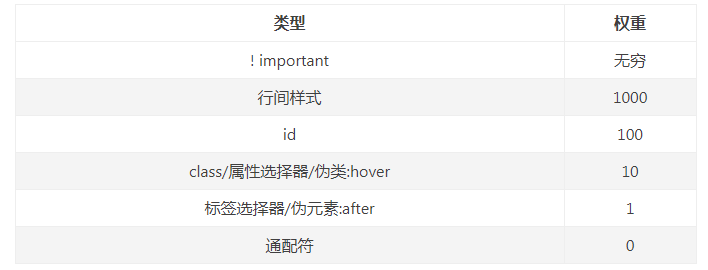 类型 权重
! important 无穷
行间样式 1000
id 100
class/属性选择器/伪类:hover 10
标签选择器/伪元素:after 1
通配符 0